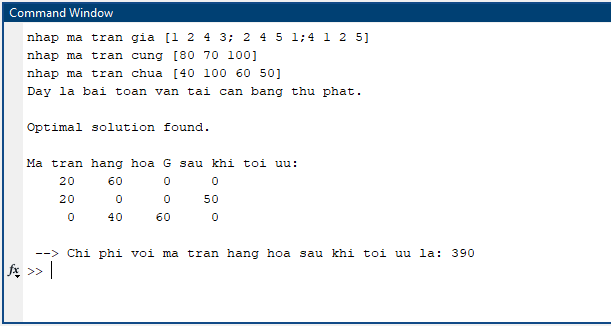 Command Window
nhap ma tran gia [1 2 4 3; 2 4 5 1;4 1 2 5]
nhap ma tran cung [80 70 100]
nhap ma tran chua [40 100 60 50]
Day la bai toan van tai can bang thu phat.
Optimal solution found.
Ma tran hang hoa G sau khi toi uu:
20 60 0 0
20 0 0 50
0 40 60 0
--> Chi phi voi ma tran hang hoa sau khi toi uu la: 390
fx >>